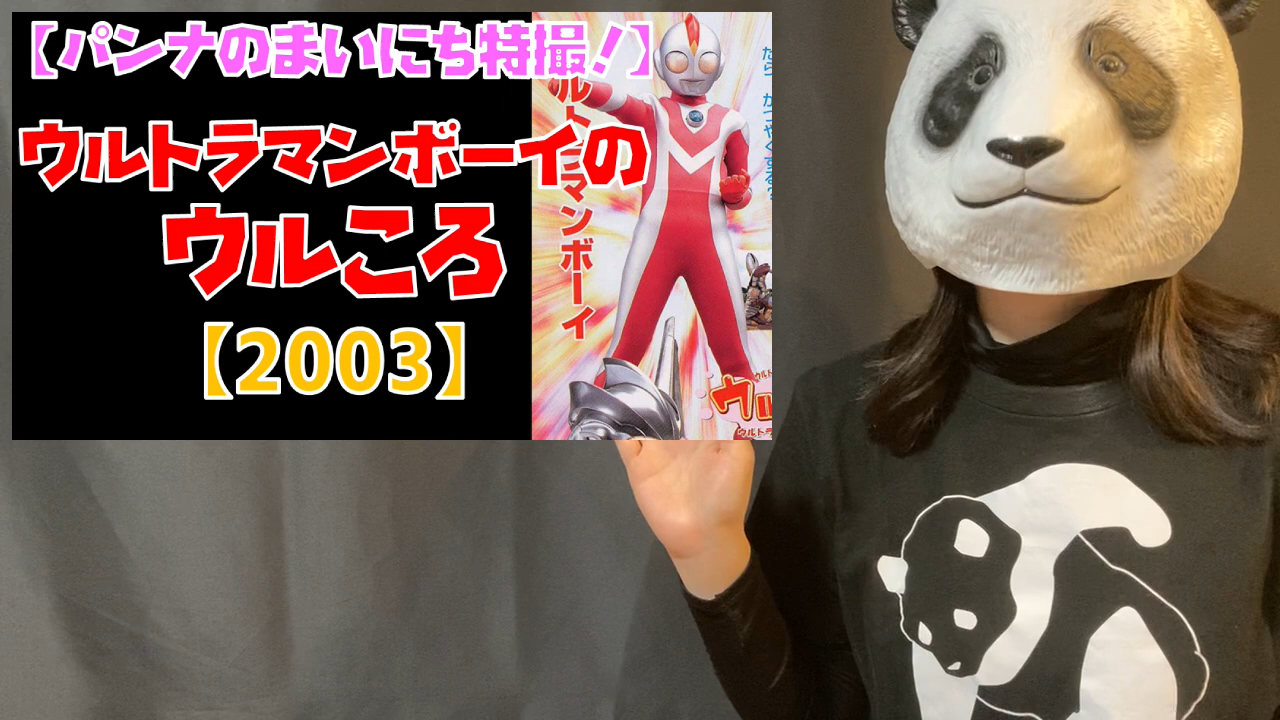 【パンナのまいにち特撮!】
ウルトラマンボーイの
ウルころ
【2003】
ルトラマンボーイ